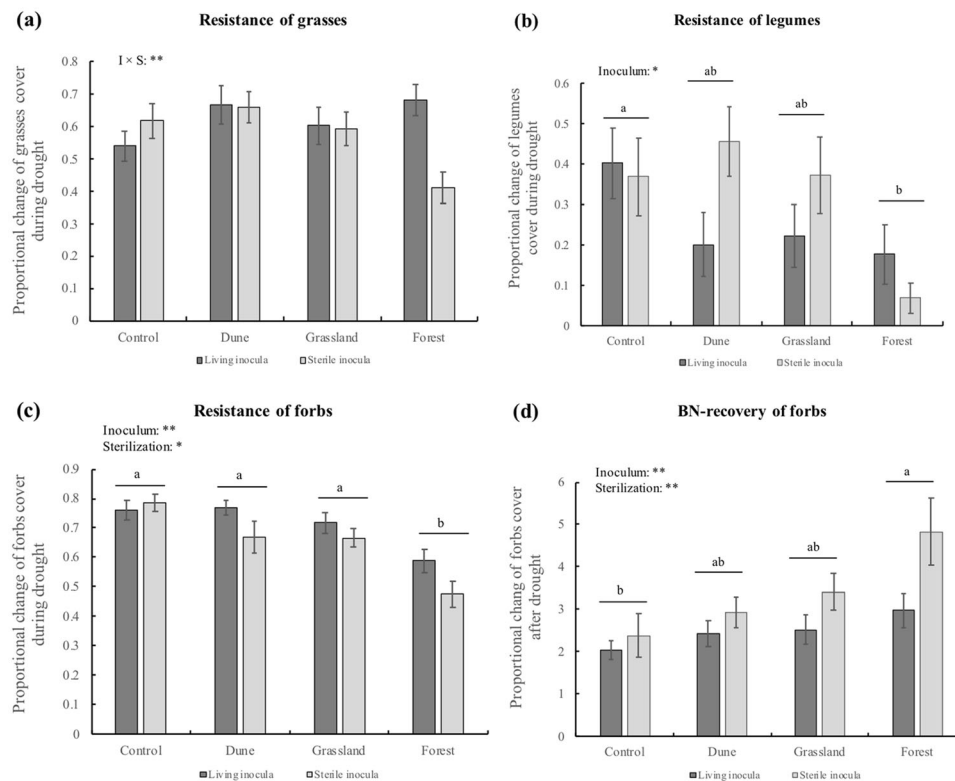 (a)
Resistance of grasses
I × S: **
Proportional change of grasses cover
during drought
0.8
0.7
0.6
0.5
0.4
0.3
0.2
0.1
0
Control Dune Grassland Forest
Living inocula Sterile inocula
(b)
Resistance of legumes
Inoculum: *
a
ab
ab
b
Proportional change of legumes
cover during drought
0.6
0.5
0.4
0.3
0.2
0.1
0
Control Dune Grassland Forest
Living inocula Sterile inocula
(c)
Resistance of forbs
Inoculum: **
Sterilization: *
a
a
a
b
Proportional change of forbs cover
during drought
0.9
0.8
0.7
0.6
0.5
0.4
0.3
0.2
0.1
0
Control Dune Grassland Forest
Living inocula Sterile inocula
(d)
BN-recovery of forbs
Inoculum: **
Sterilization: **
b
ab
ab
a
Proportional chang of forbs cover
after drought
6
5
4
3
2
1
0
Control Dune Grassland Forest
Living inocula Sterile inocula